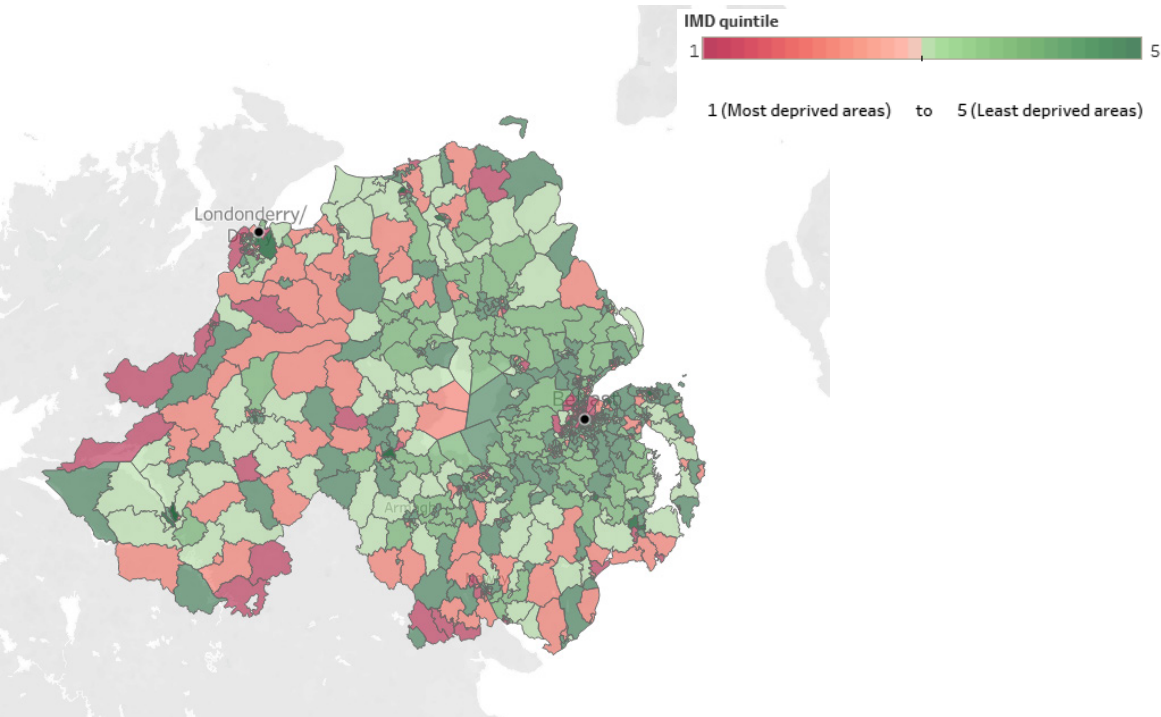 IMD quintile
1 5
1 (Most deprived areas) to 5 (Least deprived areas)
Londonderry/